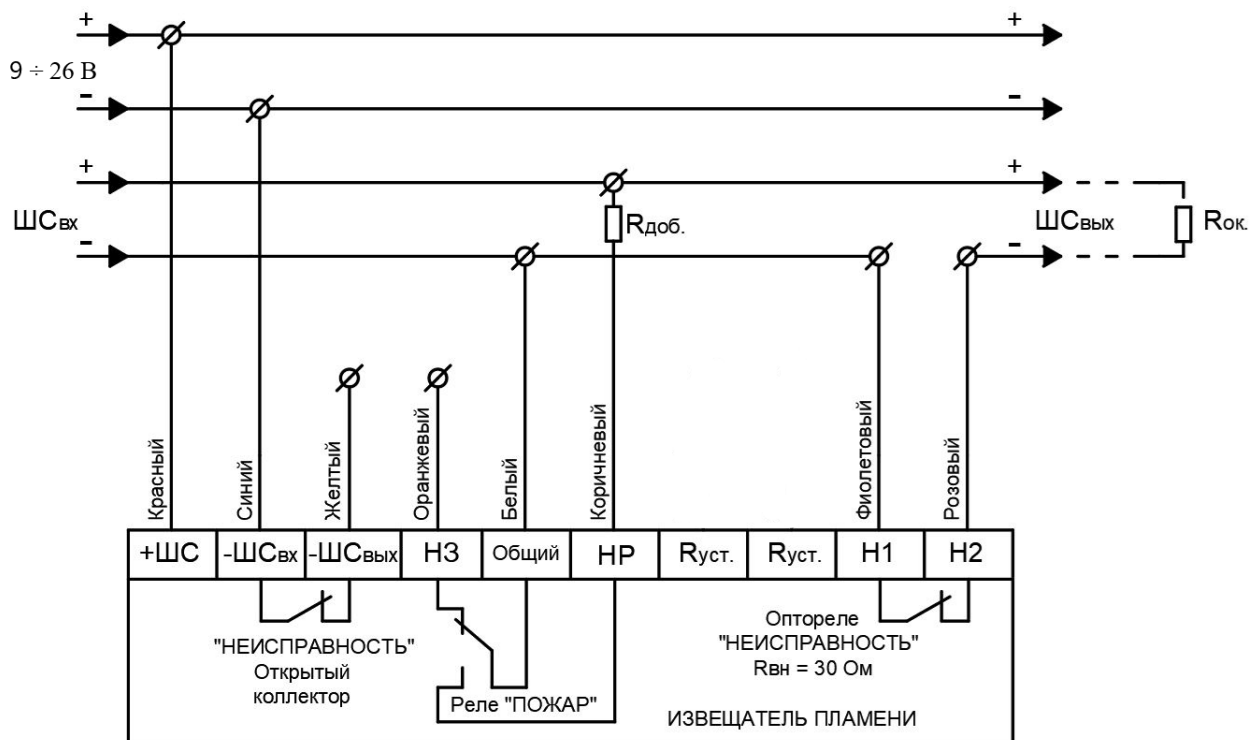 + +
9 ÷ 26 В
- -
+ +
Rдоб.
ШСвх ШСвых Rок.
- -
Красный
Синий
Желтый
Оранжевый
Белый
Коричневый
Фиолетовый
Розовый
+ШС -ШСвх -ШСвых НЗ Общий НР Rуст. Rуст. Н1 Н2
"НЕИСПРАВНОСТЬ"
Открытый
коллектор
Реле "ПОЖАР"
Оптореле
"НЕИСПРАВНОСТЬ"
Rвн = 30 Ом
ИЗВЕЩАТЕЛЬ ПЛАМЕНИ